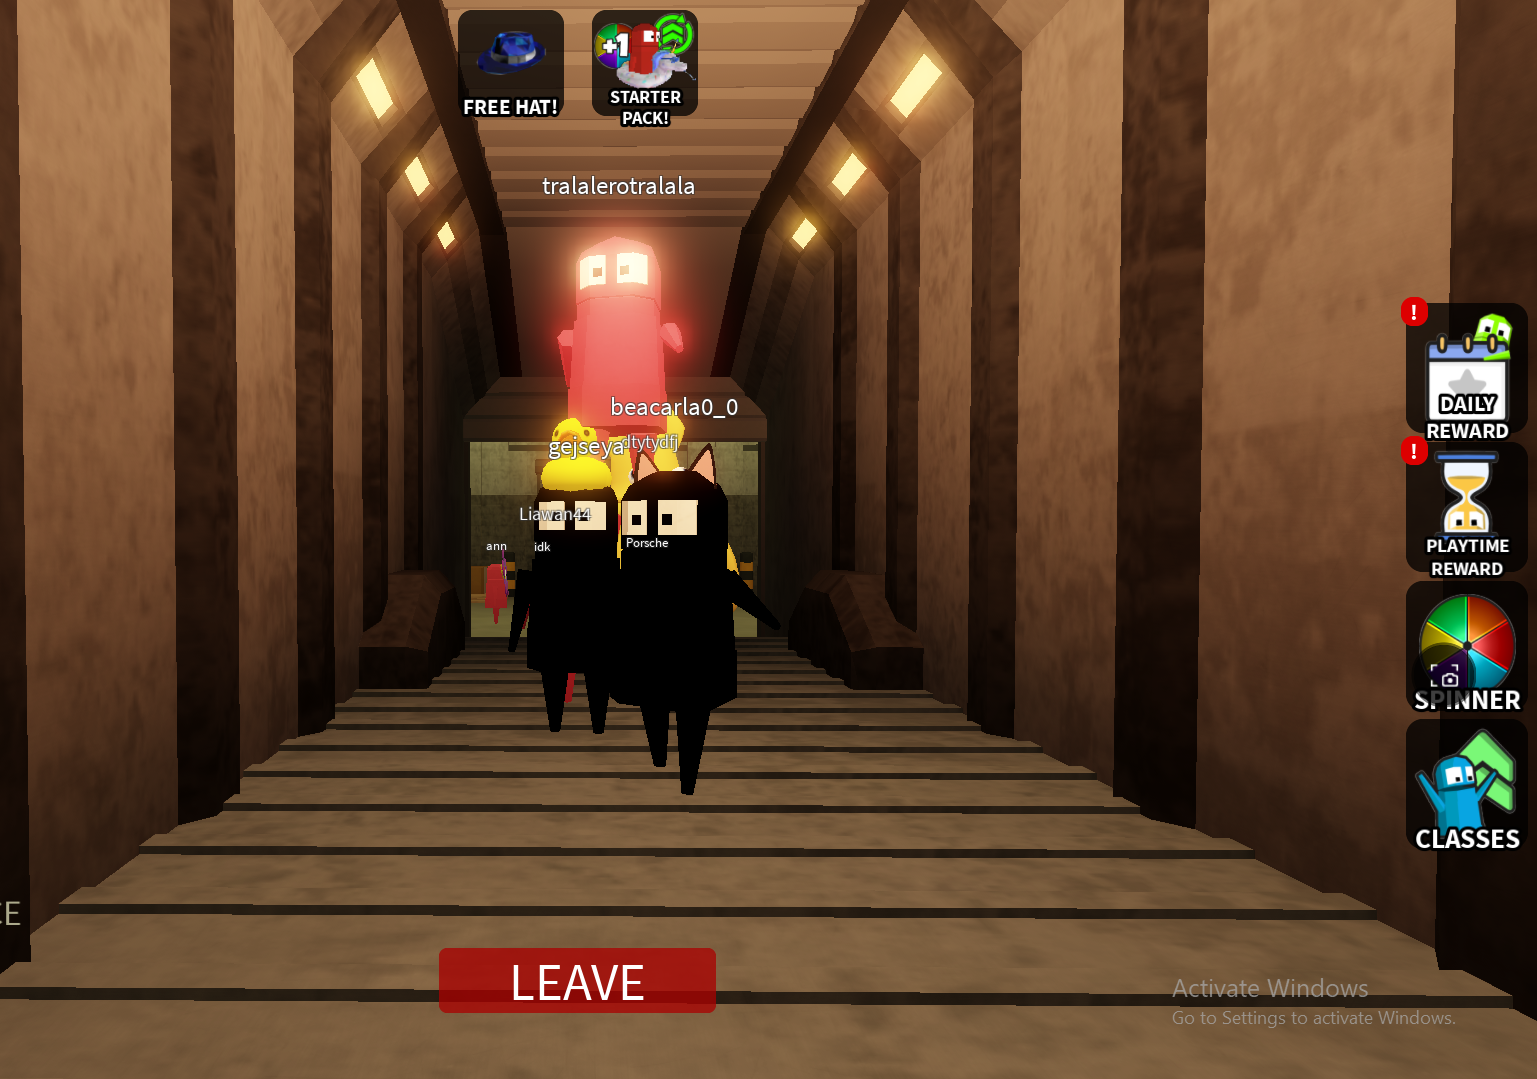 FREE HAT!
+1
STARTER
PACK!
tralalerotralala
beacarla0_0
dtytydfj
gejseya
Liawan44
ann
idk
Porsche
!
DAILY
REWARD
!
PLAYTIME
REWARD
SPINNER
CLASSES
CE
LEAVE
Activate Windows
Go to Settings to activate Windows.